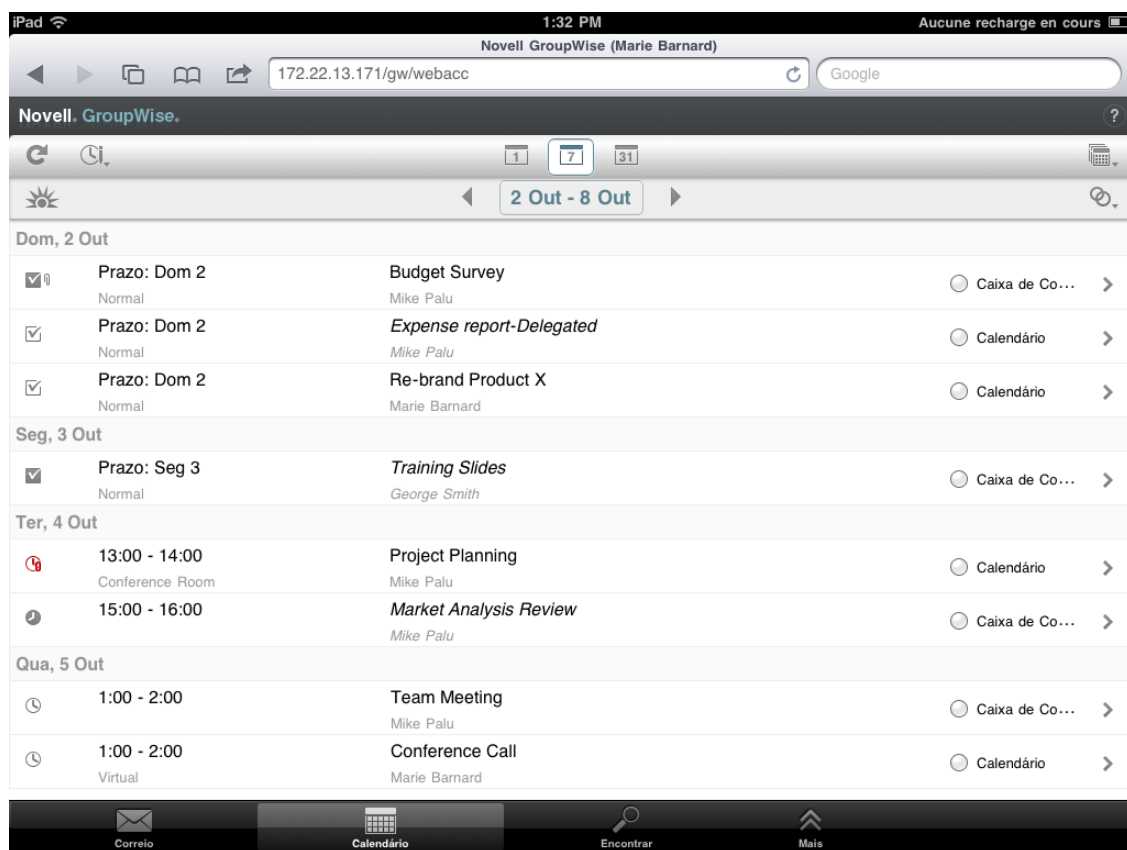 iPad 1:32 PM Aucune recharge en cours
Novell GroupWise (Marie Barnard)
172.22.13.171/gw/webacc Google
Novell. GroupWise. ?
1 7 31
2 Out - 8 Out
Dom, 2 Out
Prazo: Dom 2 Budget Survey Caixa de Co...
Normal Mike Palu
Prazo: Dom 2 Expense report-Delegated Calendário
Normal Mike Palu
Prazo: Dom 2 Re-brand Product X Calendário
Normal Marie Barnard
Seg, 3 Out
Prazo: Seg 3 Training Slides Caixa de Co...
Normal George Smith
Ter, 4 Out
13:00 - 14:00 Project Planning Calendário
Conference Room Mike Palu
15:00 - 16:00 Market Analysis Review Caixa de Co...
Mike Palu
Qua, 5 Out
1:00 - 2:00 Team Meeting Caixa de Co...
Mike Palu
1:00 - 2:00 Conference Call Calendário
Virtual Marie Barnard
Correio Calendário Encontrar Mais